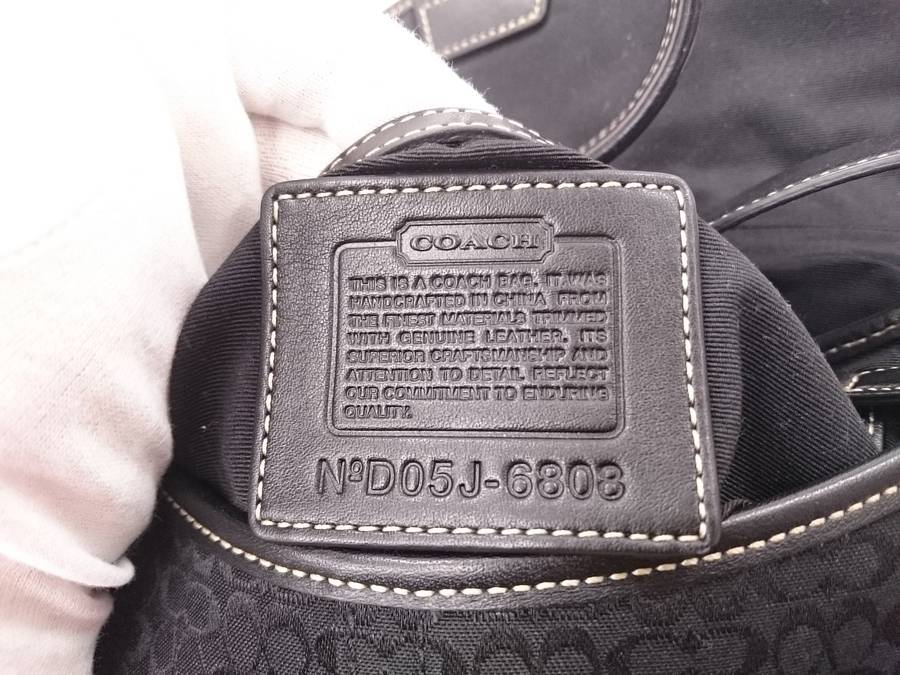 COACH
THIS IS A COACH BAG. IT WAS
HANDCRAFTED IN CHINA FROM
THE FINEST MATERIALS TRIMMED
WITH GENUINE LEATHER. ITS
SUPERIOR CRAFTSMANSHIP AND
ATTENTION TO DETAIL REFLECT
OUR COMMITMENT TO ENDURING
QUALITY.
NºD05J-6808